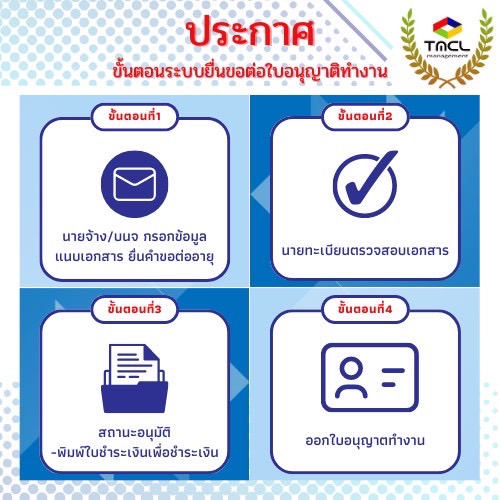 ประกาศ
ขั้นตอนระบบยื่นขอต่อใบอนุญาติทำงาน
TMCL
management
ขั้นตอนที่1
นายจ้าง/บนจ กรอกข้อมูล
แนบเอกสาร ยื่นคำขอต่ออายุ
ขั้นตอนที่2
นายทะเบียนตรวจสอบเอกสาร
ขั้นตอนที่3
สถานะอนุมัติ
-พิมพ์ใบชำระเงินเพื่อชำระเงิน
ขั้นตอนที่4
ออกใบอนุญาตทำงาน